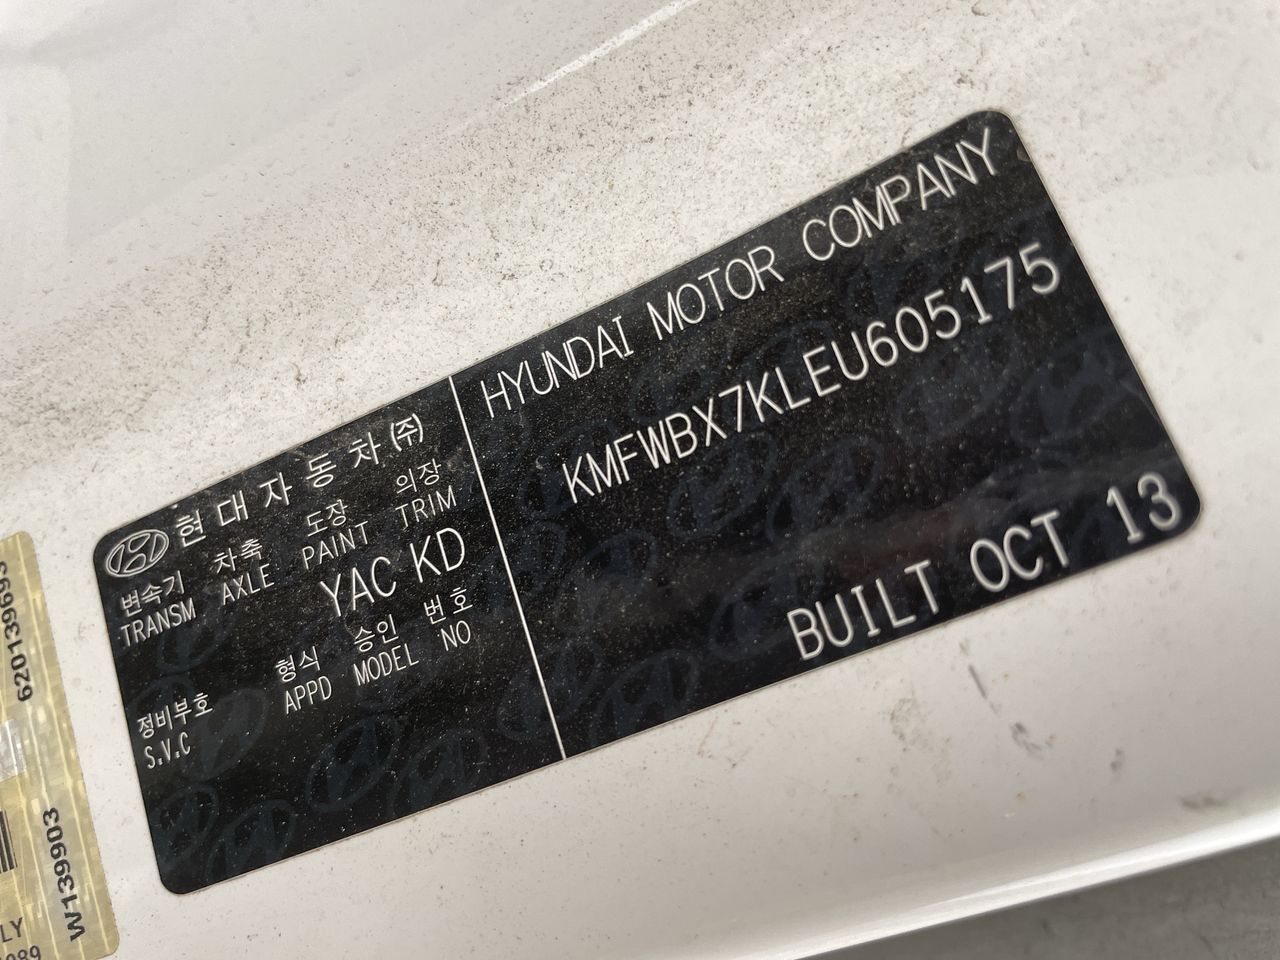 현대자동차(주)
변속기 차축 도장 의장
TRANSM AXLE PAINT TRIM
YAC KD
형식 승인 번호
APPD MODEL NO
정비부호
S.V.C
HYUNDAI MOTOR COMPANY
KMFWBX7KLEU605175
BUILT OCT 13
620139693
W139903
LY